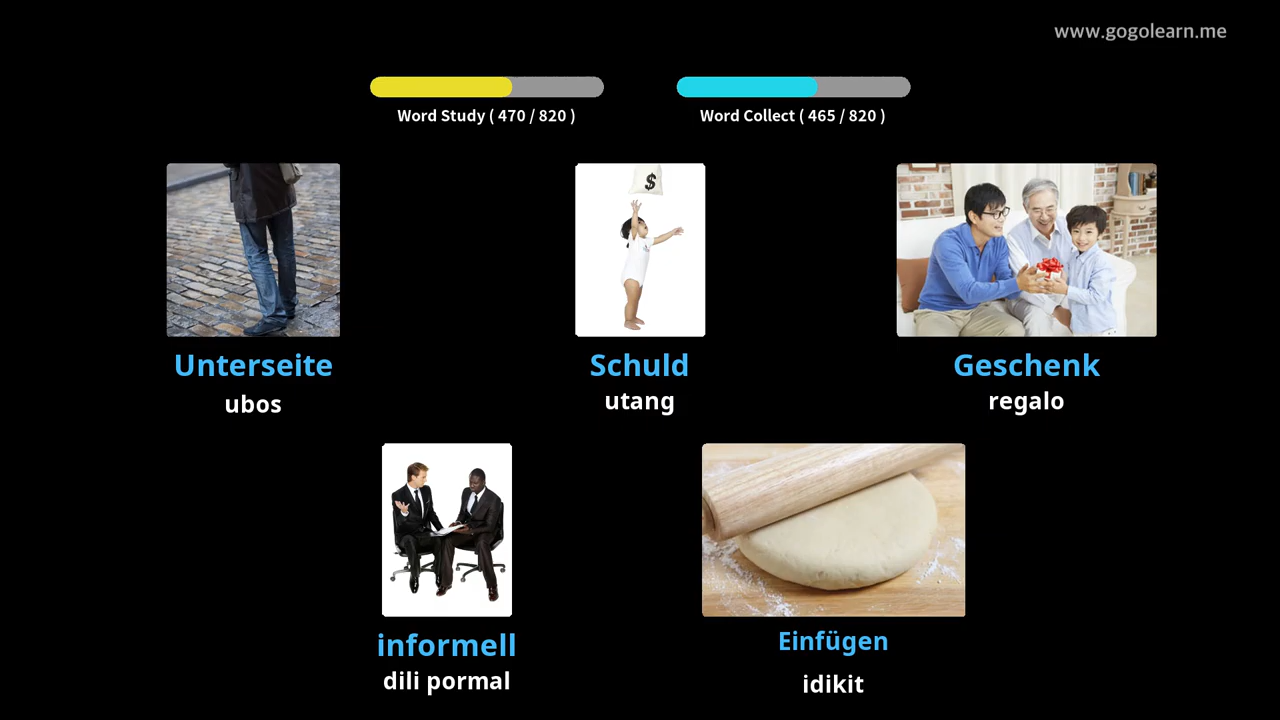 www.gogolearn.me
Word Study ( 470 / 820 )
Word Collect ( 465 / 820 )
$
Unterseite
ubos
Schuld
utang
Geschenk
regalo
informell
dili pormal
Einfügen
idikit